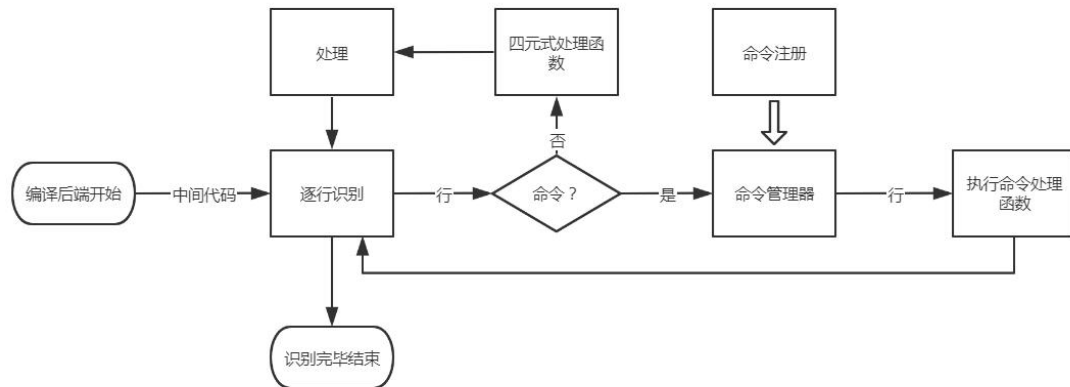 处理
四元式处理函
数
命令注册
否
编译后端开始
中间代码
逐行识别
行
命令？
是
命令管理器
行
执行命令处理
函数
识别完毕结束